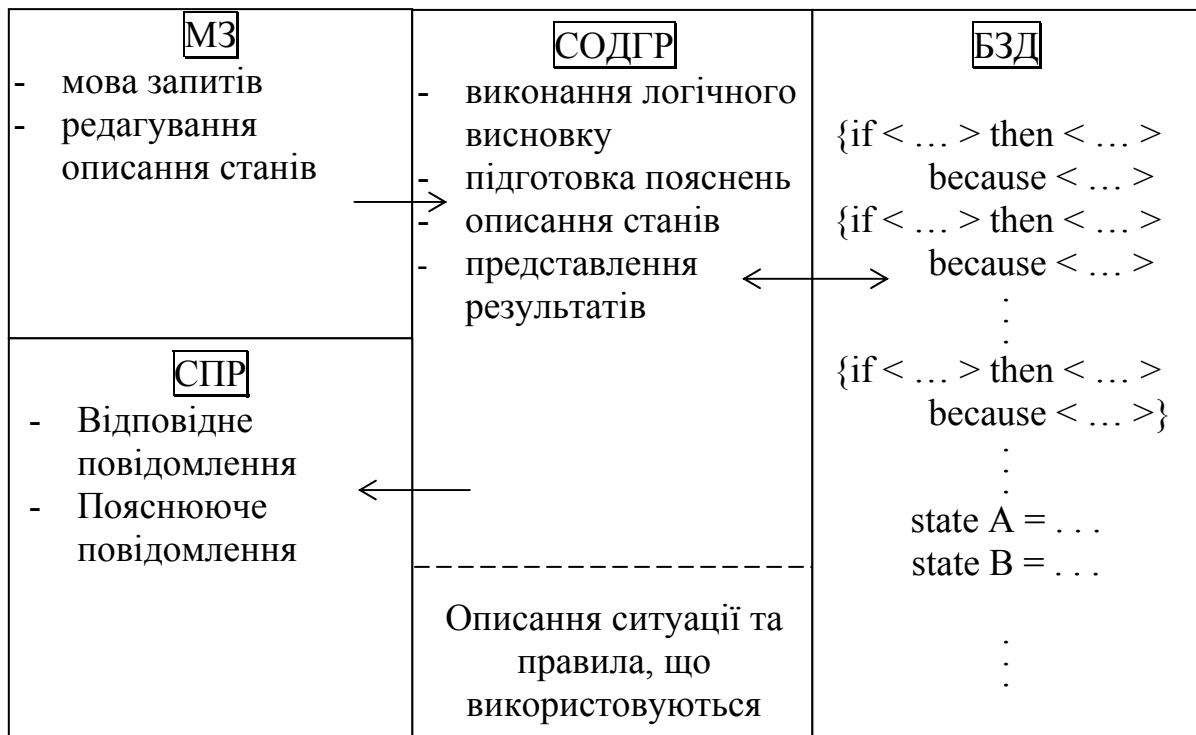 МЗ
- мова запитів
- редагування
описання станів
СПР
- Відповідне
повідомлення
- Пояснююче
повідомлення
СОДГР
- виконання логічного
висновку
- підготовка пояснень
- описання станів
- представлення
результатів
Описання ситуації та
правила, що
використовуються
БЗД
{if < … > then < … >
because < … >
{if < … > then < … >
because < … >
.
.
.
{if < … > then < … >
because < … >}
.
.
.
state A = . . .
state B = . . .
.
.
.